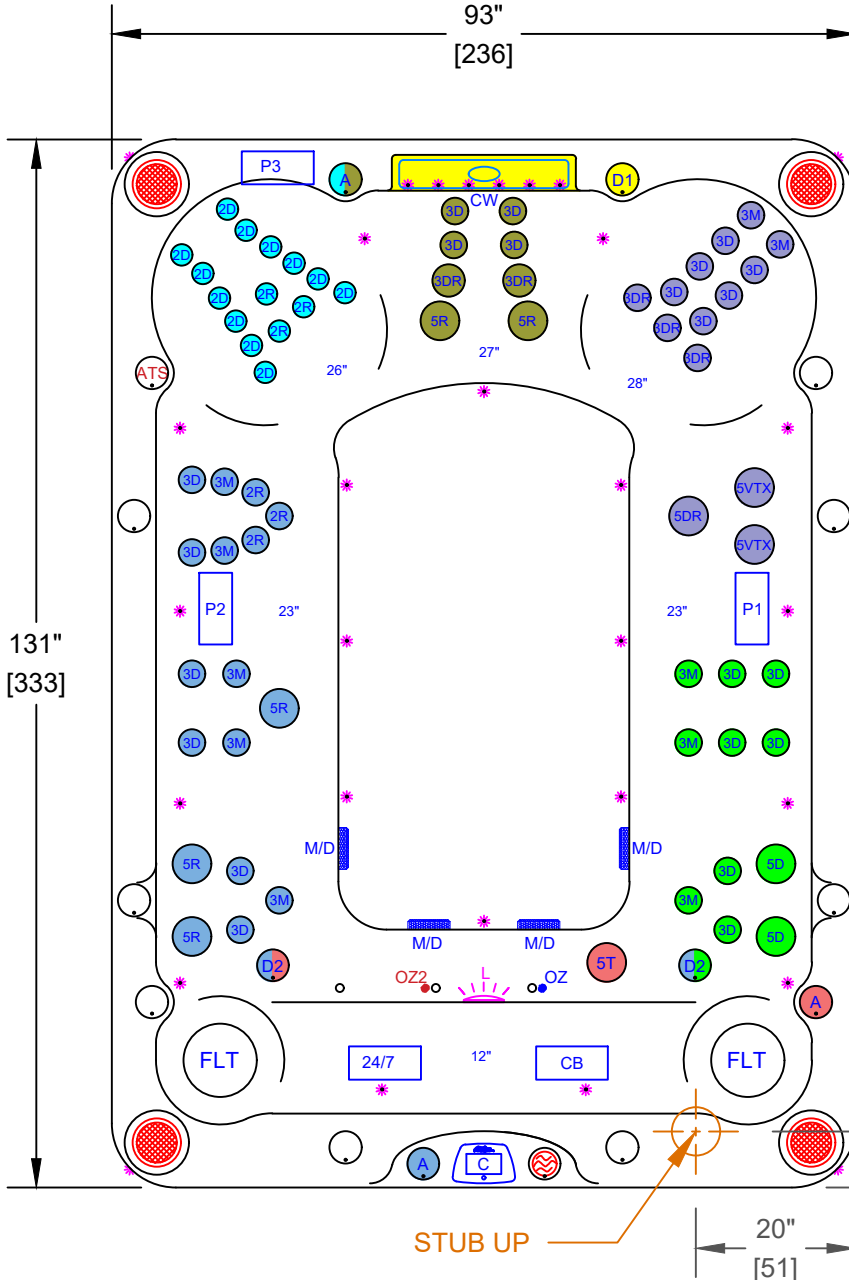 93"
[236]
P3
A
CW
D1
3D 3D
3M
2D
2D
3D
3M
2D
3D 3D
2D
2D
3D
3D
2D
2D
3DR 3DR
3D
3D
2D
2R
2D
3DR
2D
2R
5R 5R
3DR
3D
2D
2R
2D
3DR
2D
26"
27"
28"
ATS
3D
3M
2R
2R
2R
3D
3M
5VTX
5DR
5VTX
P2
23"
23"
P1
131"
[333]
3D 3M
5R
3D 3M
3M 3D 3D
3M 3D 3D
M/D
M/D
5R
3D
3M
5R
3D
3D
5D
3M
3D
5D
M/D
M/D
D2
5T
D2
OZ2
L
OZ
A
FLT
24/7
12"
CB
FLT
A
C
STUB UP
20"
[51]